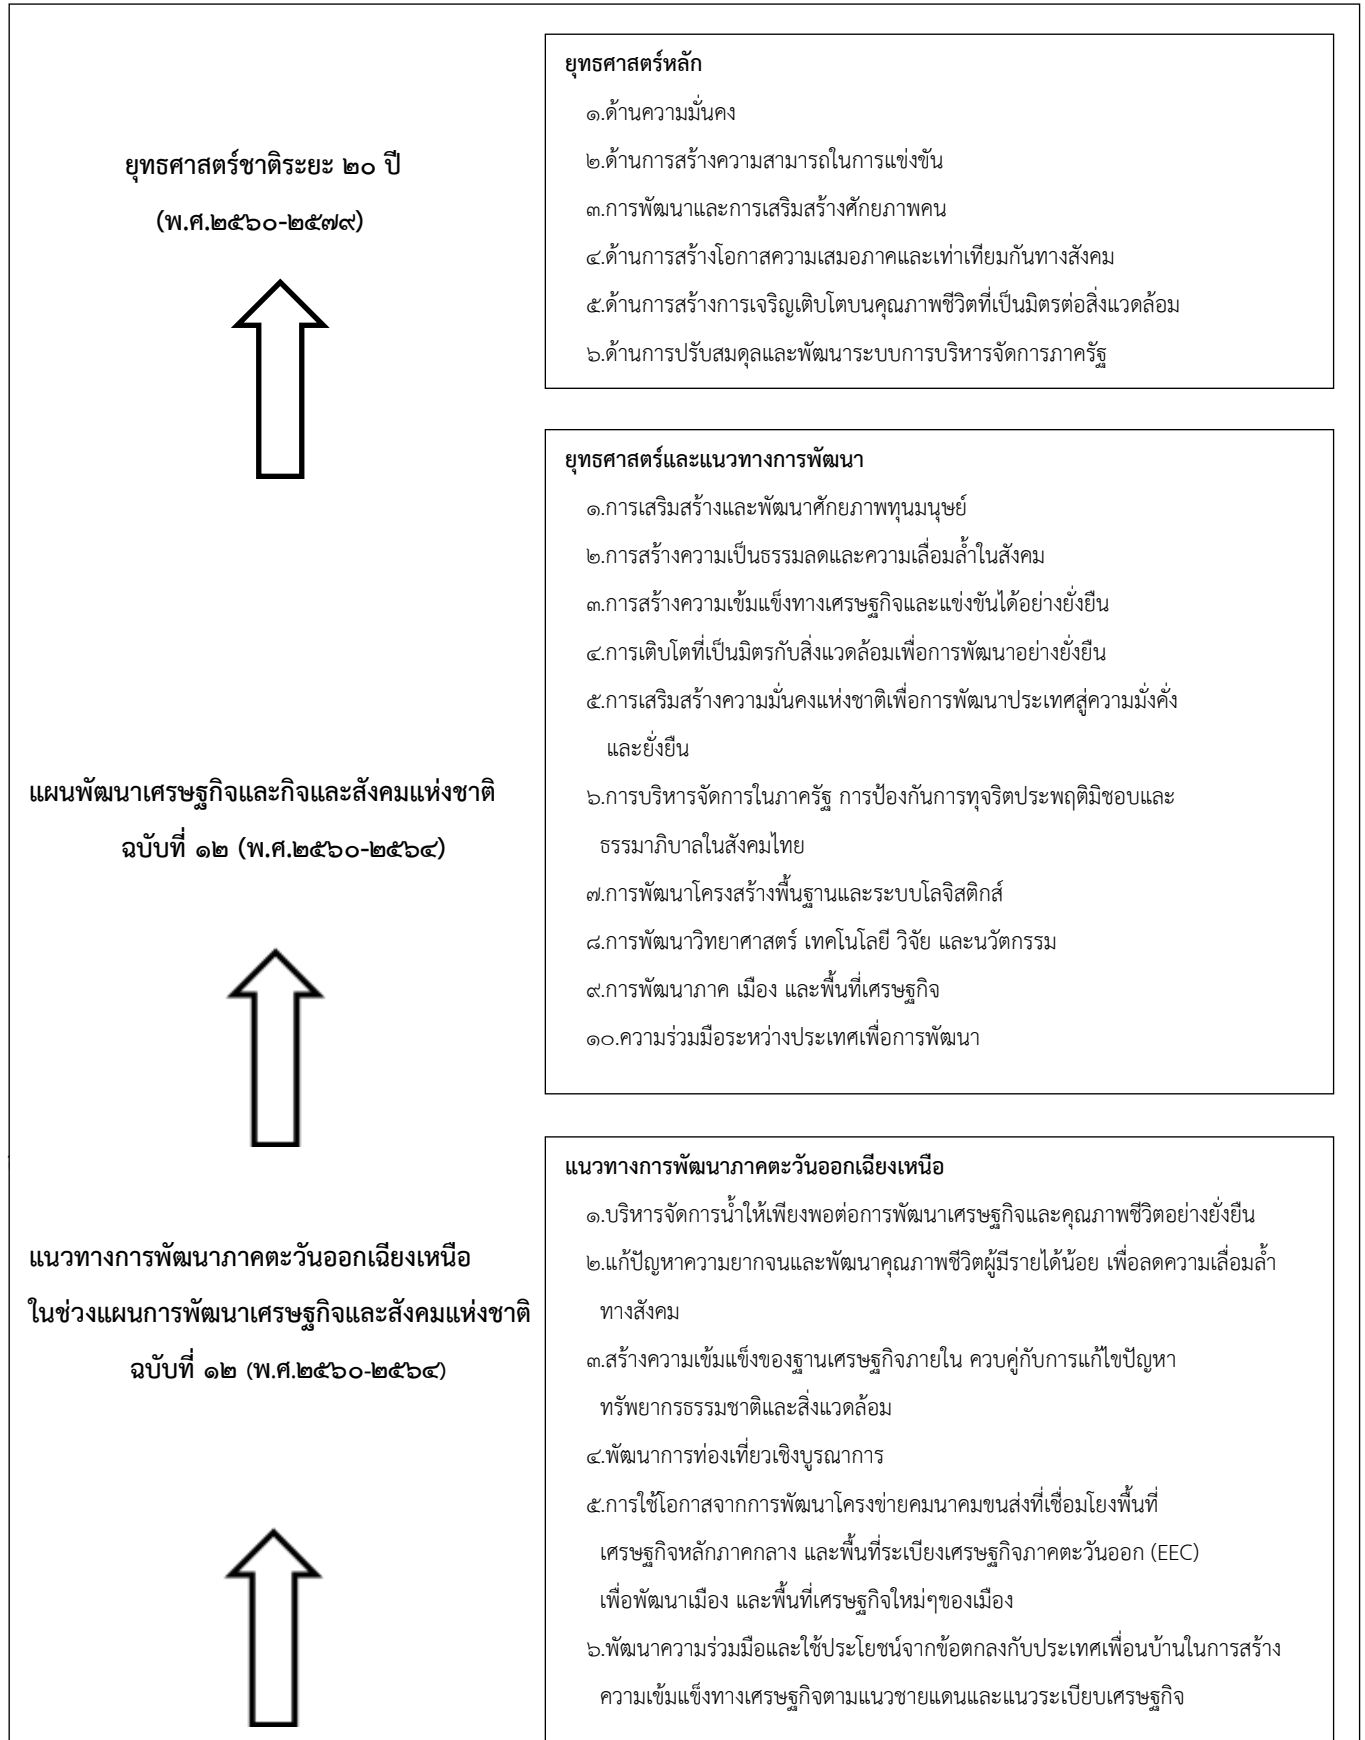 ยุทธศาสตร์ชาติระยะ ๒๐ ปี
(พ.ศ.๒๕๖๐-๒๕๗๙)
ยุทธศาสตร์หลัก
๑.ด้านความมั่นคง
๒.ด้านการสร้างความสามารถในการแข่งขัน
๓.การพัฒนาและการเสริมสร้างศักยภาพคน
๔.ด้านการสร้างโอกาสความเสมอภาคและเท่าเทียมกันทางสังคม
๕.ด้านการสร้างการเจริญเติบโตบนคุณภาพชีวิตที่เป็นมิตรต่อสิ่งแวดล้อม
๖.ด้านการปรับสมดุลและพัฒนาระบบการบริหารจัดการภาครัฐ
แผนพัฒนาเศรษฐกิจและกิจและสังคมแห่งชาติ
ฉบับที่ ๑๒ (พ.ศ.๒๕๖๐-๒๕๖๔)
ยุทธศาสตร์และแนวทางการพัฒนา
๑.การเสริมสร้างและพัฒนาศักยภาพทุนมนุษย์
๒.การสร้างความเป็นธรรมลดและความเลื่อมล้ำในสังคม
๓.การสร้างความเข้มแข็งทางเศรษฐกิจและแข่งขันได้อย่างยั่งยืน
๔.การเติบโตที่เป็นมิตรกับสิ่งแวดล้อมเพื่อการพัฒนาอย่างยั่งยืน
๕.การเสริมสร้างความมั่นคงแห่งชาติเพื่อการพัฒนาประเทศสู่ความมั่งคั่ง
และยั่งยืน
๖.การบริหารจัดการในภาครัฐ การป้องกันการทุจริตประพฤติมิชอบและ
ธรรมาภิบาลในสังคมไทย
๗.การพัฒนาโครงสร้างพื้นฐานและระบบโลจิสติกส์
๘.การพัฒนาวิทยาศาสตร์ เทคโนโลยี วิจัย และนวัตกรรม
๙.การพัฒนาภาค เมือง และพื้นที่เศรษฐกิจ
๑๐.ความร่วมมือระหว่างประเทศเพื่อการพัฒนา
แนวทางการพัฒนาภาคตะวันออกเฉียงเหนือ
ในช่วงแผนการพัฒนาเศรษฐกิจและสังคมแห่งชาติ
ฉบับที่ ๑๒ (พ.ศ.๒๕๖๐-๒๕๖๔)
แนวทางการพัฒนาภาคตะวันออกเฉียงเหนือ
๑.บริหารจัดการน้ำให้เพียงพอต่อการพัฒนาเศรษฐกิจและคุณภาพชีวิตอย่างยั่งยืน
๒.แก้ปัญหาความยากจนและพัฒนาคุณภาพชีวิตผู้มีรายได้น้อย เพื่อลดความเลื่อมล้ำ
ทางสังคม
๓.สร้างความเข้มแข็งของฐานเศรษฐกิจภายใน ควบคู่กับการแก้ไขปัญหา
ทรัพยากรธรรมชาติและสิ่งแวดล้อม
๔.พัฒนาการท่องเที่ยวเชิงบูรณาการ
๕.การใช้โอกาสจากการพัฒนาโครงข่ายคมนาคมขนส่งที่เชื่อมโยงพื้นที่
เศรษฐกิจหลักภาคกลาง และพื้นที่ระเบียงเศรษฐกิจภาคตะวันออก (EEC)
เพื่อพัฒนาเมือง และพื้นที่เศรษฐกิจใหม่ๆของเมือง
๖.พัฒนาความร่วมมือและใช้ประโยชน์จากข้อตกลงกับประเทศเพื่อนบ้านในการสร้าง
ความเข้มแข็งทางเศรษฐกิจตามแนวชายแดนและแนวระเบียบเศรษฐกิจ